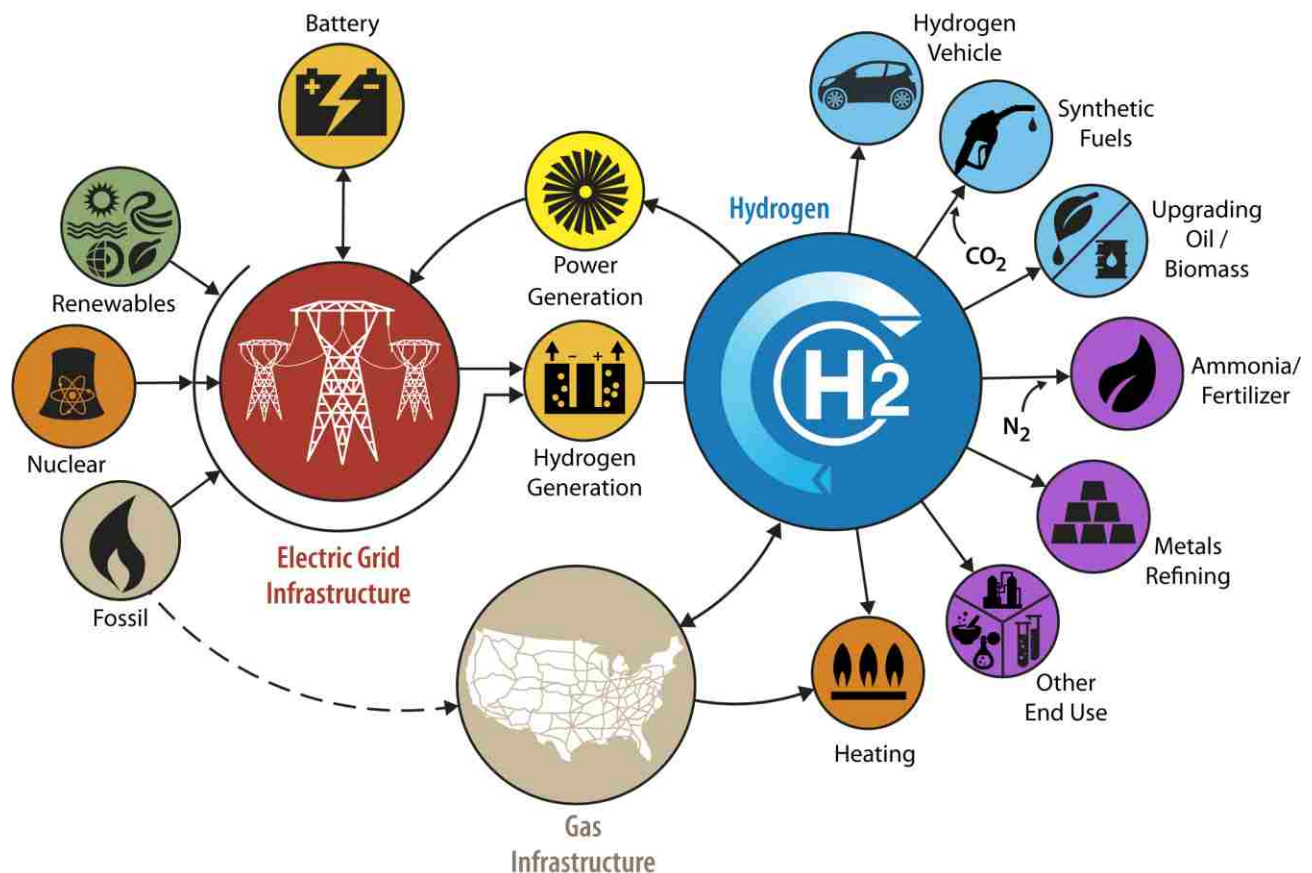 Battery
Hydrogen
Vehicle
Synthetic
Fuels
Upgrading
Oil /
Biomass
CO2
Hydrogen
Power
Generation
Renewables
+ -
- +
H2
Ammonia/
Fertilizer
N2
Nuclear
Hydrogen
Generation
Metals
Refining
Electric Grid
Infrastructure
Fossil
Other
End Use
Heating
Gas
Infrastructure